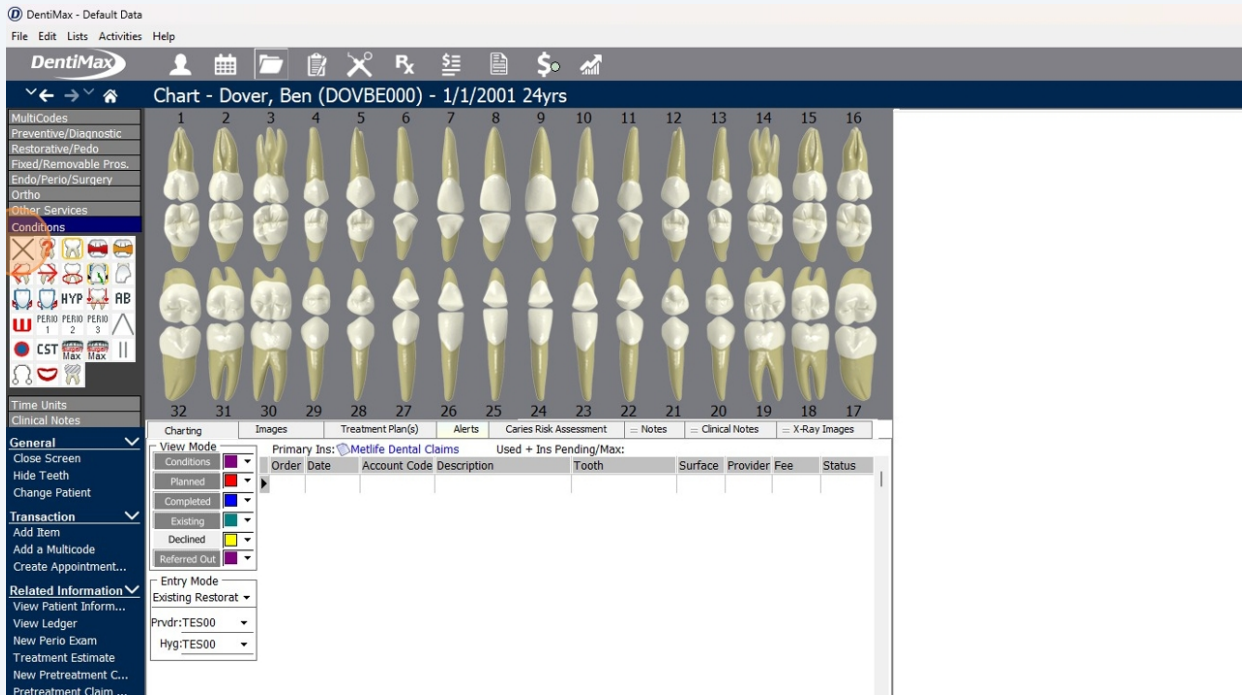 DentiMax - Default Data
File Edit Lists Activities Help
DentiMax
Chart - Dover, Ben (DOVBE000) - 1/1/2001 24yrs
MultiCodes
Preventive/Diagnostic
Restorative/Pedo
Fixed/Removable Pros.
Endo/Perio/Surgery
Ortho
Other Services
Conditions
HYP AB
PERIO 1 PERIO 2 PERIO 3
CST Max Max
Time Units
Clinical Notes
General
Close Screen
Hide Teeth
Change Patient
Transaction
Add Item
Add a Multicode
Create Appointment...
Related Information
View Patient Inform...
View Ledger
New Perio Exam
Treatment Estimate
New Pretreatment C...
Pretreatment Claim ...
1 2 3 4 5 6 7 8 9 10 11 12 13 14 15 16
32 31 30 29 28 27 26 25 24 23 22 21 20 19 18 17
Charting Images Treatment Plan(s) Alerts Caries Risk Assessment Notes Clinical Notes X-Ray Images
View Mode
Conditions
Planned
Completed
Existing
Declined
Referred Out
Entry Mode
Existing Restorat
Prvdr:TES00
Hyg:TES00
Primary Ins: Metlife Dental Claims Used + Ins Pending/Max:
Order Date Account Code Description Tooth Surface Provider Fee Status